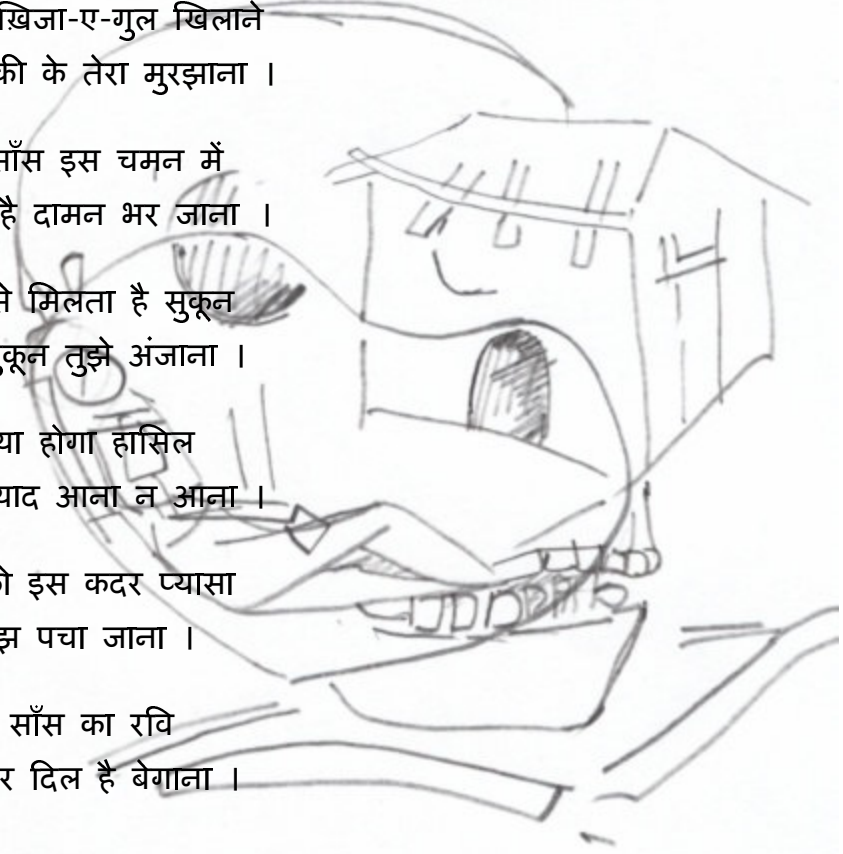 ख़िजा-ए-गुल खिलाने
की के तेरा मुरझाना ।
साँस इस चमन में
है दामन भर जाना ।
से मिलता है सुकून
तुझे अंजाना ।
होगा हासिल
याद आना न आना ।
इस कदर प्यासा
पचा जाना ।
साँस का रवि
दिल है बेगाना ।